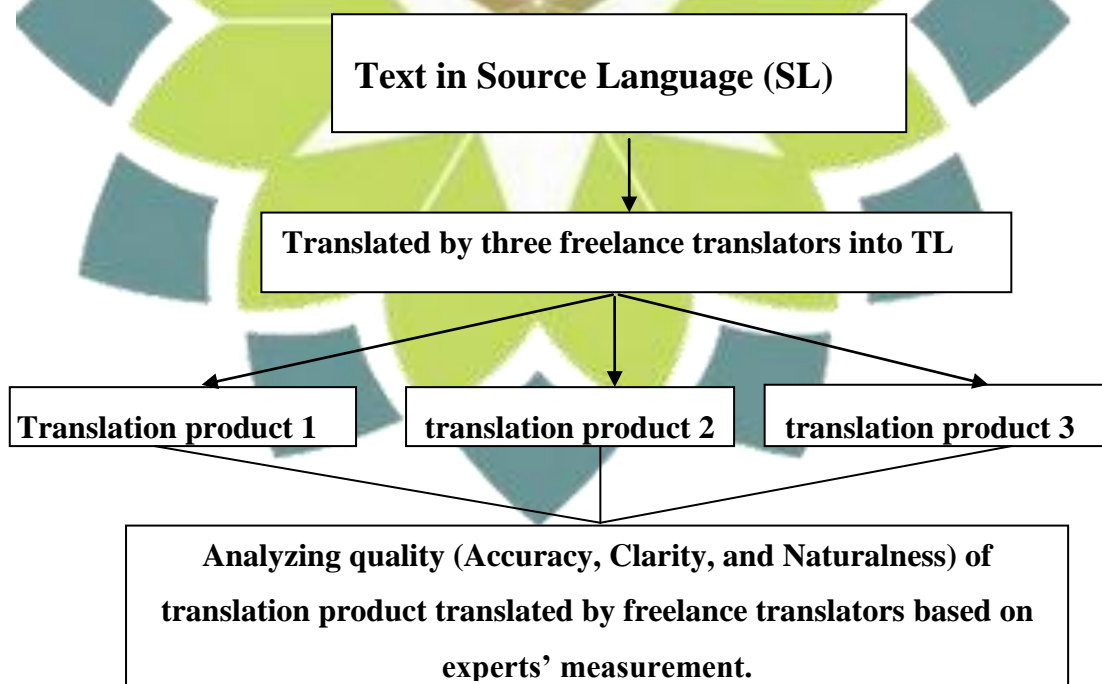 Text in Source Language (SL)
Translated by three freelance translators into TL
Translation product 1
translation product 2
translation product 3
Analyzing quality (Accuracy, Clarity, and Naturalness) of
translation product translated by freelance translators based on
experts’ measurement.